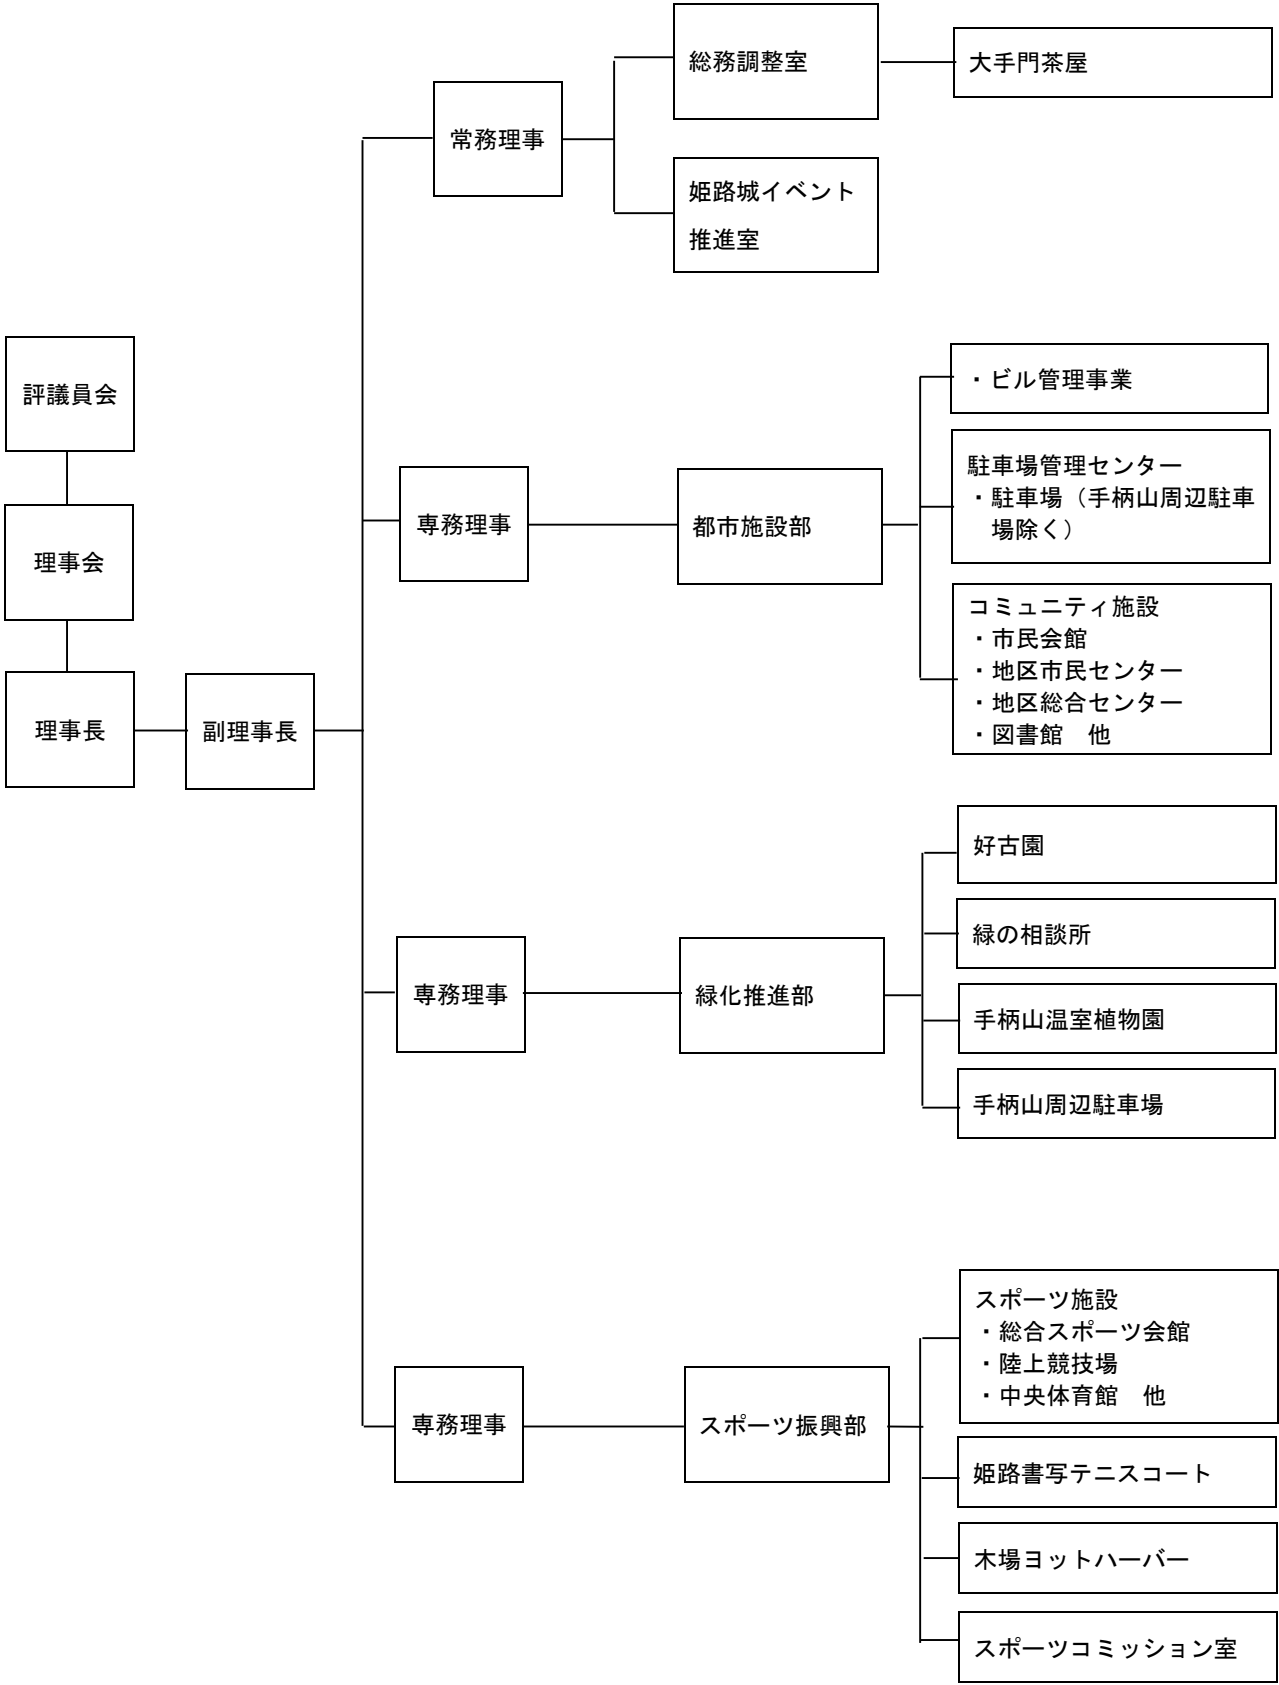 評議員会
理事会
理事長
副理事長
常務理事
総務調整室
大手門茶屋
姫路城イベント
推進室
専務理事
都市施設部
・ビル管理事業
駐車場管理センター
・駐車場（手柄山周辺駐車
場除く）
コミュニティ施設
・市民会館
・地区市民センター
・地区総合センター
・図書館　他
専務理事
緑化推進部
好古園
緑の相談所
手柄山温室植物園
手柄山周辺駐車場
専務理事
スポーツ振興部
スポーツ施設
・総合スポーツ会館
・陸上競技場
・中央体育館　他
姫路書写テニスコート
木場ヨットハーバー
スポーツコミッション室